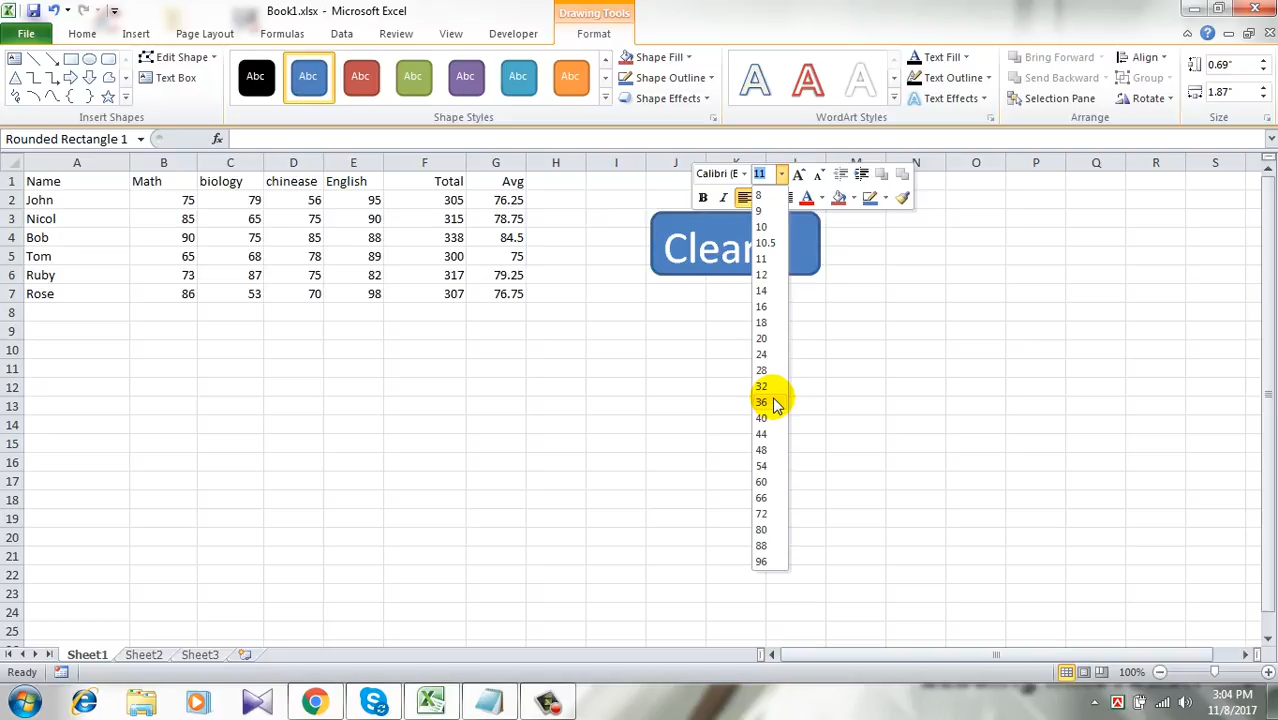 Book1.xlsx - Microsoft Excel
Drawing Tools
File Home Insert Page Layout Formulas Data Review View Developer Format
Edit Shape
Text Box
Insert Shapes
Abc Abc Abc Abc Abc Abc Abc
Shape Fill
Shape Outline
Shape Effects
Shape Styles
A A A
Text Fill
Text Outline
Text Effects
WordArt Styles
Bring Forward
Send Backward
Selection Pane
Align
Group
Rotate
Arrange
0.69"
1.87"
Size
Rounded Rectangle 1 fx
A B C D E F G H I J K L M N O P Q R S
1 Name Math biology chinease English Total Avg
2 John 75 79 56 95 305 76.25
3 Nicol 85 65 75 90 315 78.75
4 Bob 90 75 85 88 338 84.5
5 Tom 65 68 78 89 300 75
6 Ruby 73 87 75 82 317 79.25
7 Rose 86 53 70 98 307 76.75
8
9
10
11
12
13
14
15
16
17
18
19
20
21
22
23
24
25
Calibri (E 11 A A
B I A
Clear
8
9
10
10.5
11
12
14
16
18
20
24
28
32
36
40
44
48
54
60
66
72
80
88
96
Sheet1 Sheet2 Sheet3
Ready
100%
3:04 PM
11/8/2017